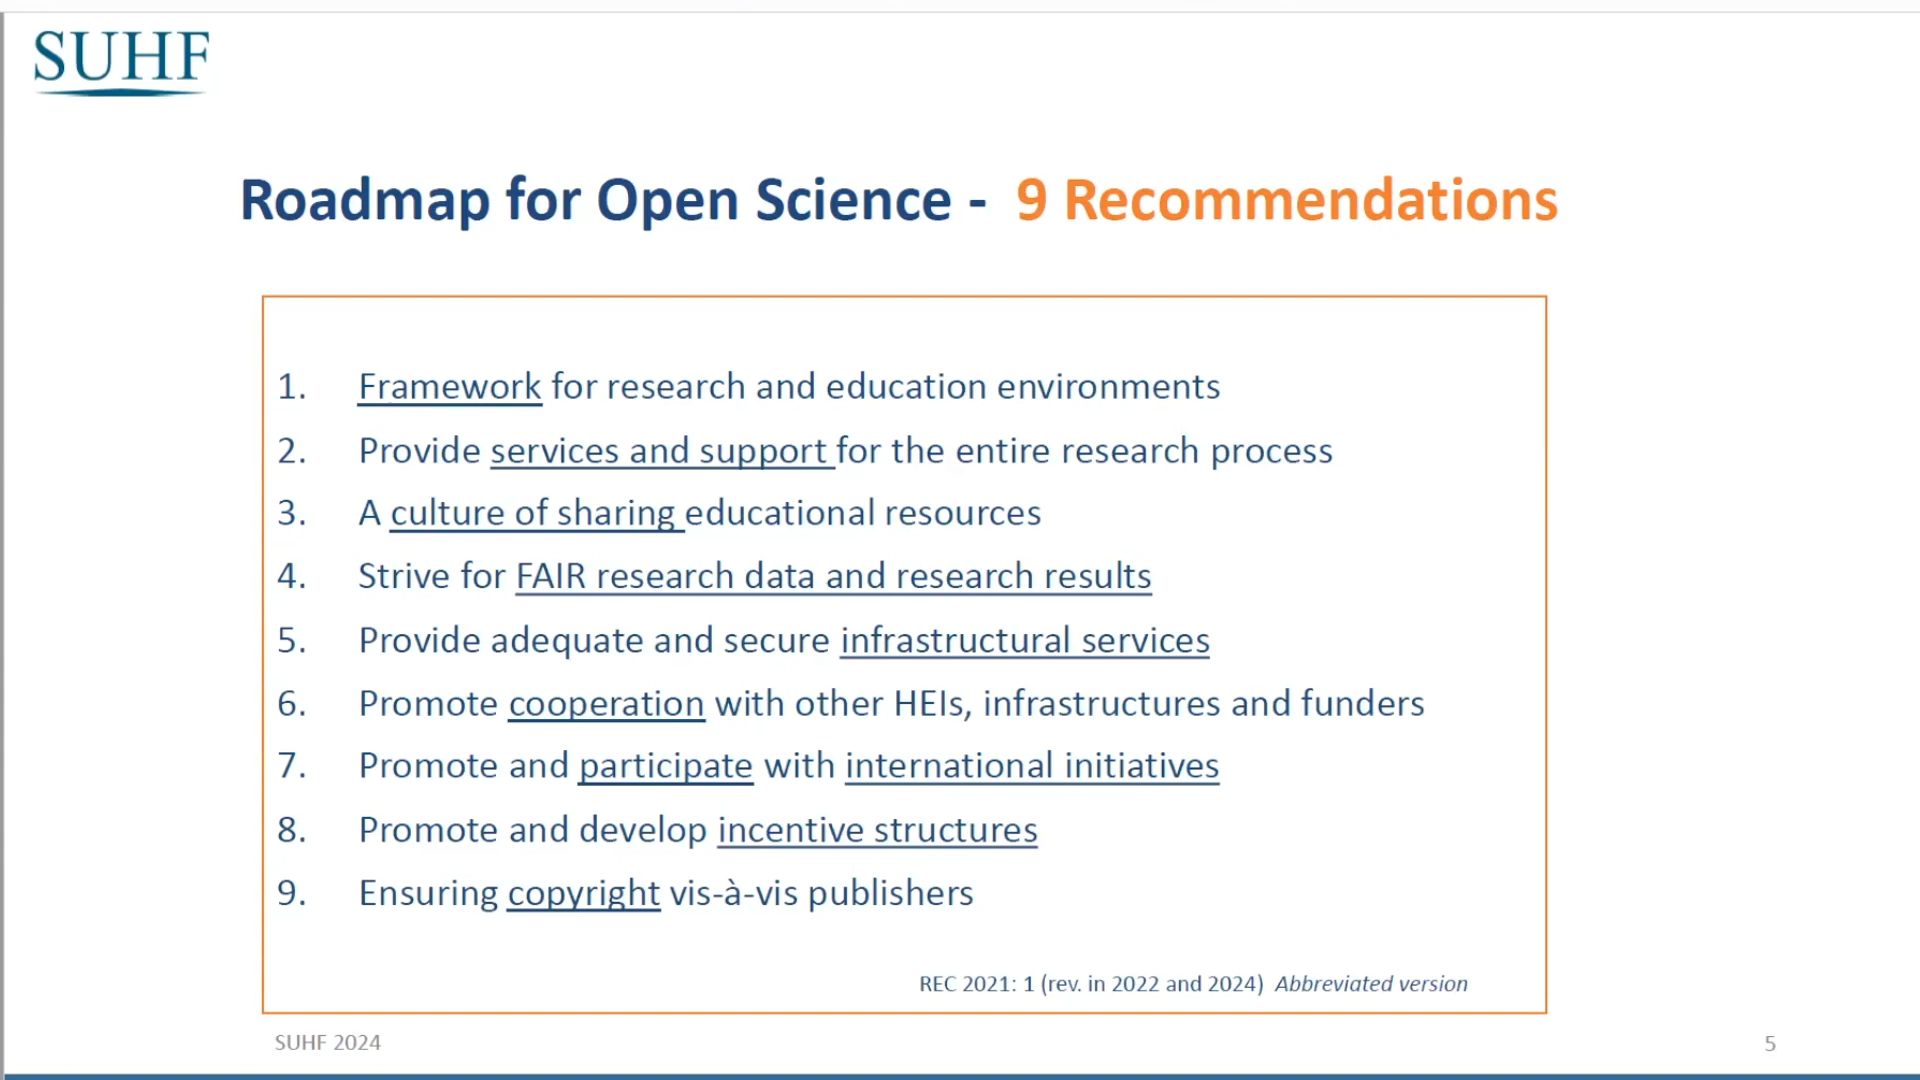 SUHF
Roadmap for Open Science - 9 Recommendations
1. Framework for research and education environments
2. Provide services and support for the entire research process
3. A culture of sharing educational resources
4. Strive for FAIR research data and research results
5. Provide adequate and secure infrastructural services
6. Promote cooperation with other HEIs, infrastructures and funders
7. Promote and participate with international initiatives
8. Promote and develop incentive structures
9. Ensuring copyright vis-à-vis publishers
REC 2021: 1 (rev. in 2022 and 2024) Abbreviated version
SUHF 2024
5